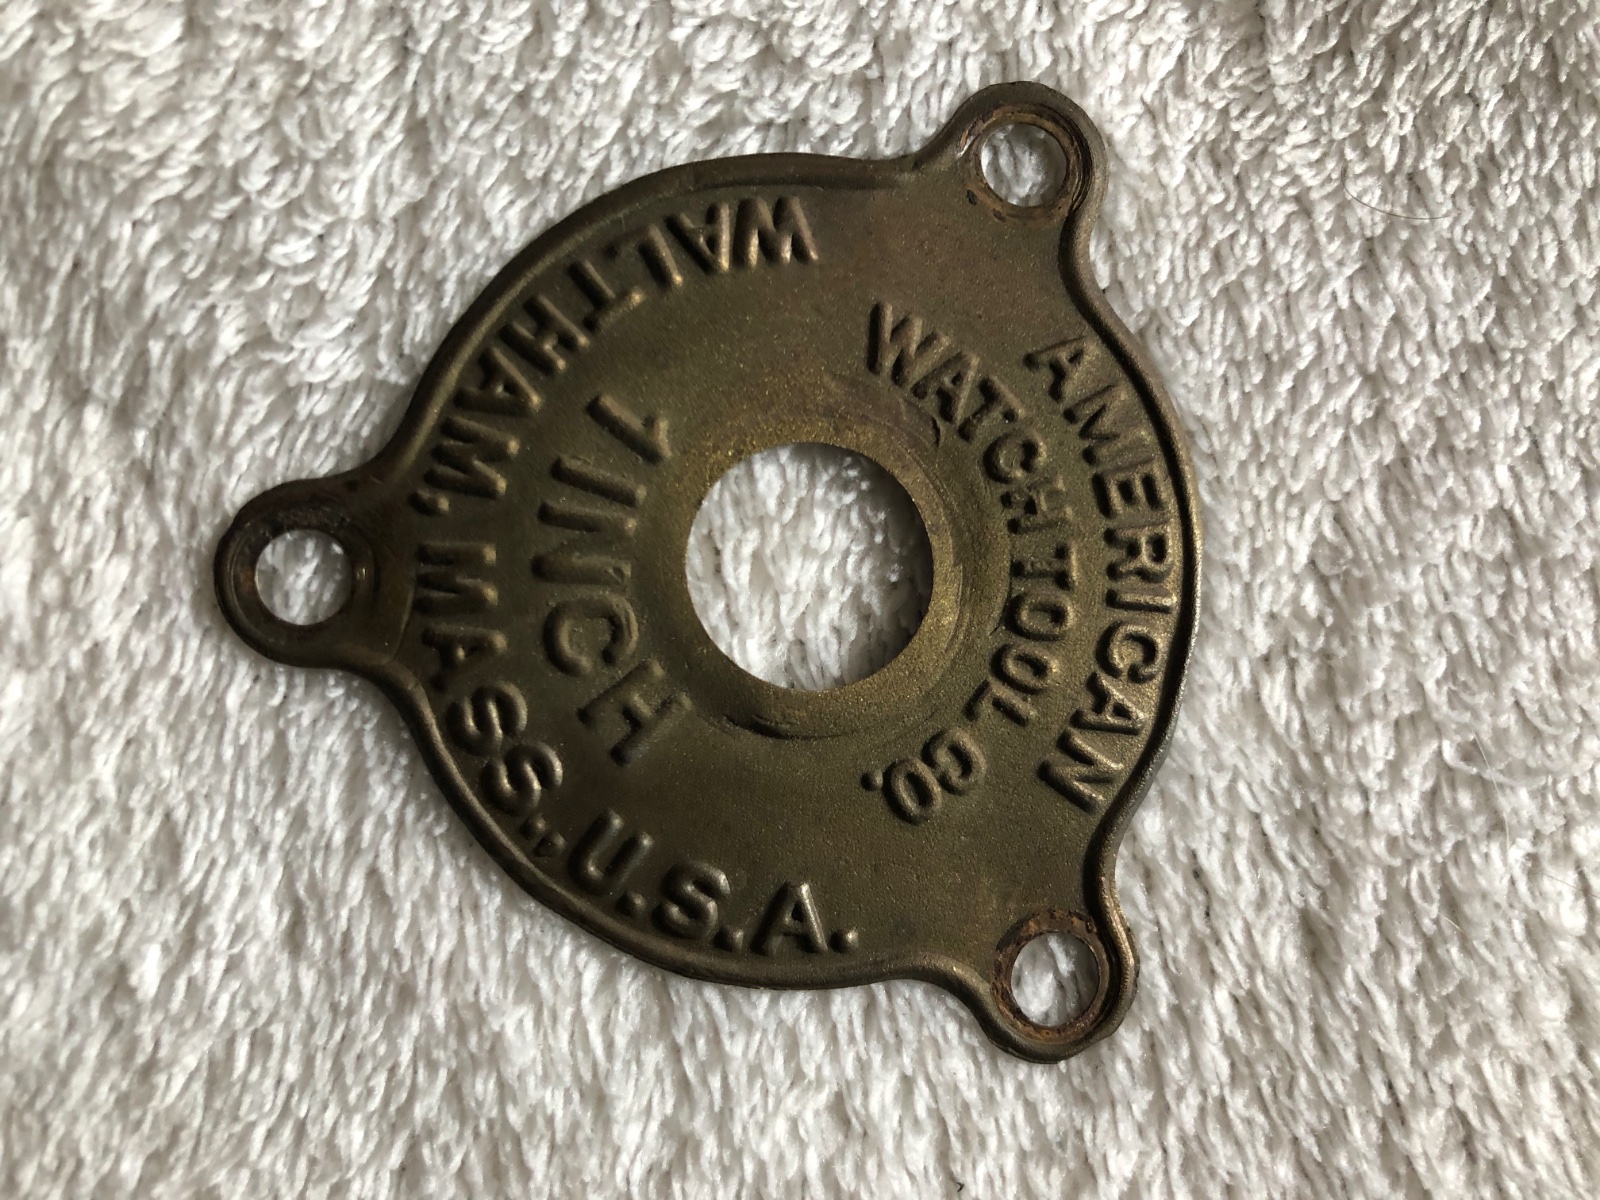 AMERICAN
WATCH TOOL CO.
1 INCH
WALTHAM, MASS., U.S.A.